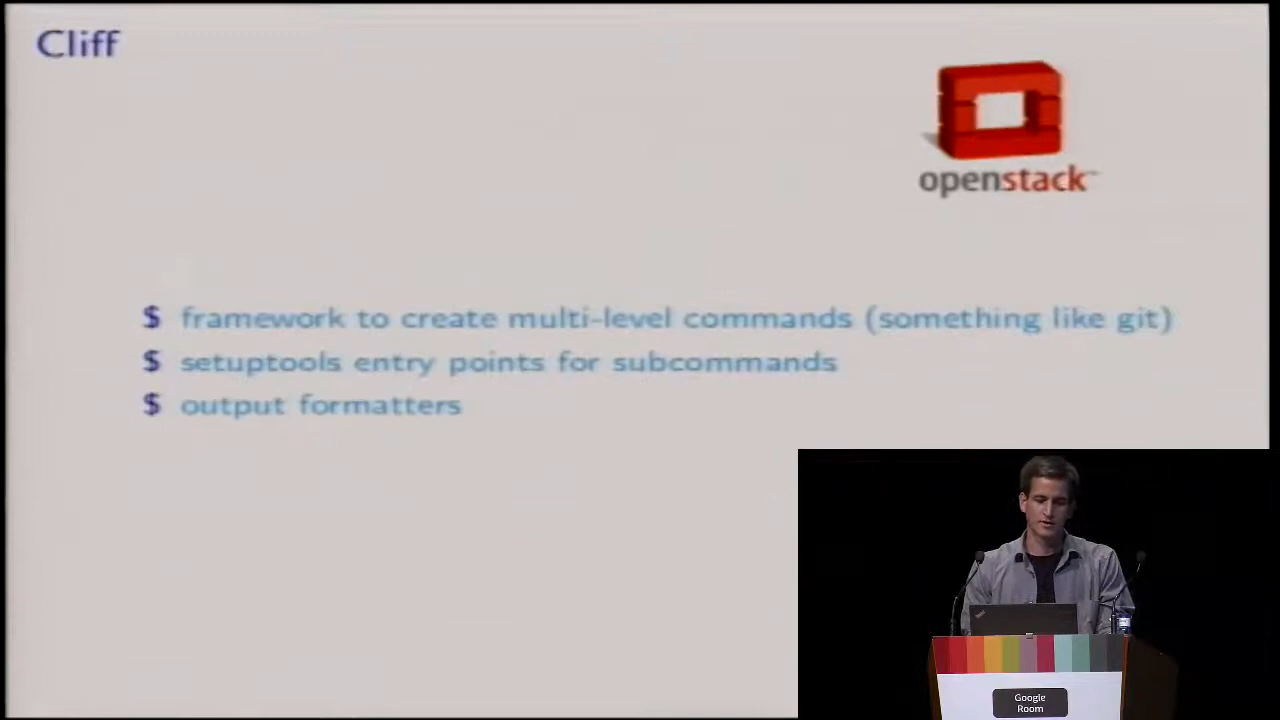 Cliff
openstack™
$ framework to create multi-level commands (something like git)
$ setuptools entry points for subcommands
$ output formatters
Google
Room